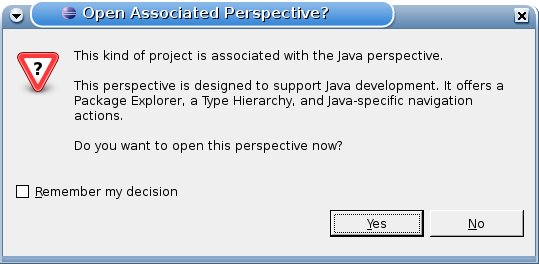 Open Associated Perspective?
This kind of project is associated with the Java perspective.
This perspective is designed to support Java development. It offers a
Package Explorer, a Type Hierarchy, and Java-specific navigation
actions.
Do you want to open this perspective now?
Remember my decision
Yes No